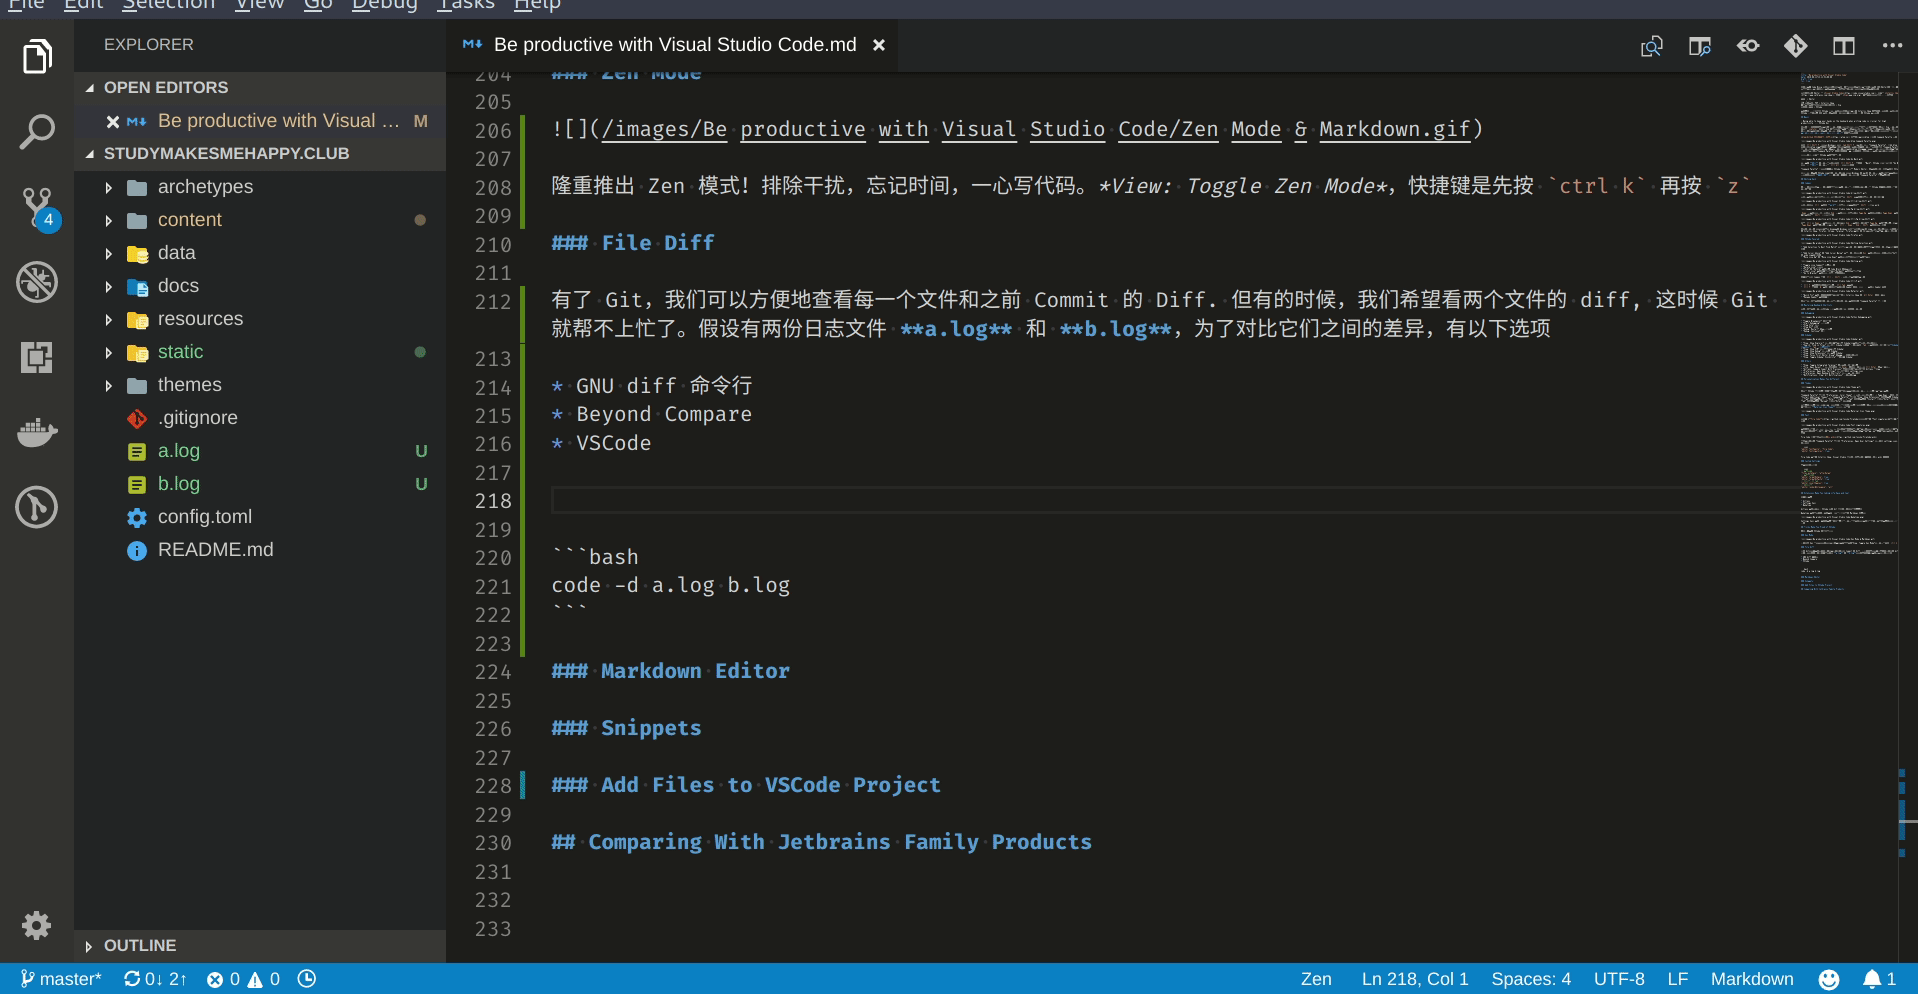 File Edit Selection View Go Debug Tasks Help
EXPLORER
OPEN EDITORS
Be productive with Visual ... M
STUDYMAKESMEHAPPY.CLUB
archetypes
content
data
docs
resources
static
themes
.gitignore
a.log U
b.log U
config.toml
README.md
OUTLINE
4
Be productive with Visual Studio Code.md
204 ### Zen Mode
205
206 ![](/images/Be productive with Visual Studio Code/Zen Mode & Markdown.gif)
207
208 隆重推出 Zen 模式！排除干扰，忘记时间，一心写代码。*View: Toggle Zen Mode*，快捷键是先按 `ctrl k` 再按 `z`
209
210 ### File Diff
211
212 有了 Git，我们可以方便地查看每一个文件和之前 Commit 的 Diff. 但有的时候，我们希望看两个文件的 diff, 这时候 Git
就帮不上忙了。假设有两份日志文件 **a.log** 和 **b.log**，为了对比它们之间的差异，有以下选项
213
214 * GNU diff 命令行
215 * Beyond Compare
216 * VSCode
217
218
219
220 ```bash
221 code -d a.log b.log
222 ```
223
224 ### Markdown Editor
225
226 ### Snippets
227
228 ### Add Files to VSCode Project
229
230 ## Comparing With Jetbrains Family Products
231
232
233
master* 0↓ 2↑ 0 0 Zen Ln 218, Col 1 Spaces: 4 UTF-8 LF Markdown 1